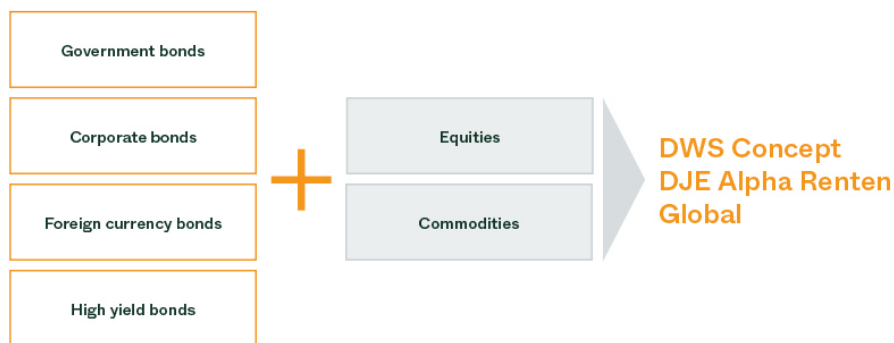 Government bonds
Corporate bonds
Foreign currency bonds
High yield bonds
Equities
Commodities
DWS Concept
DJE Alpha Renten
Global